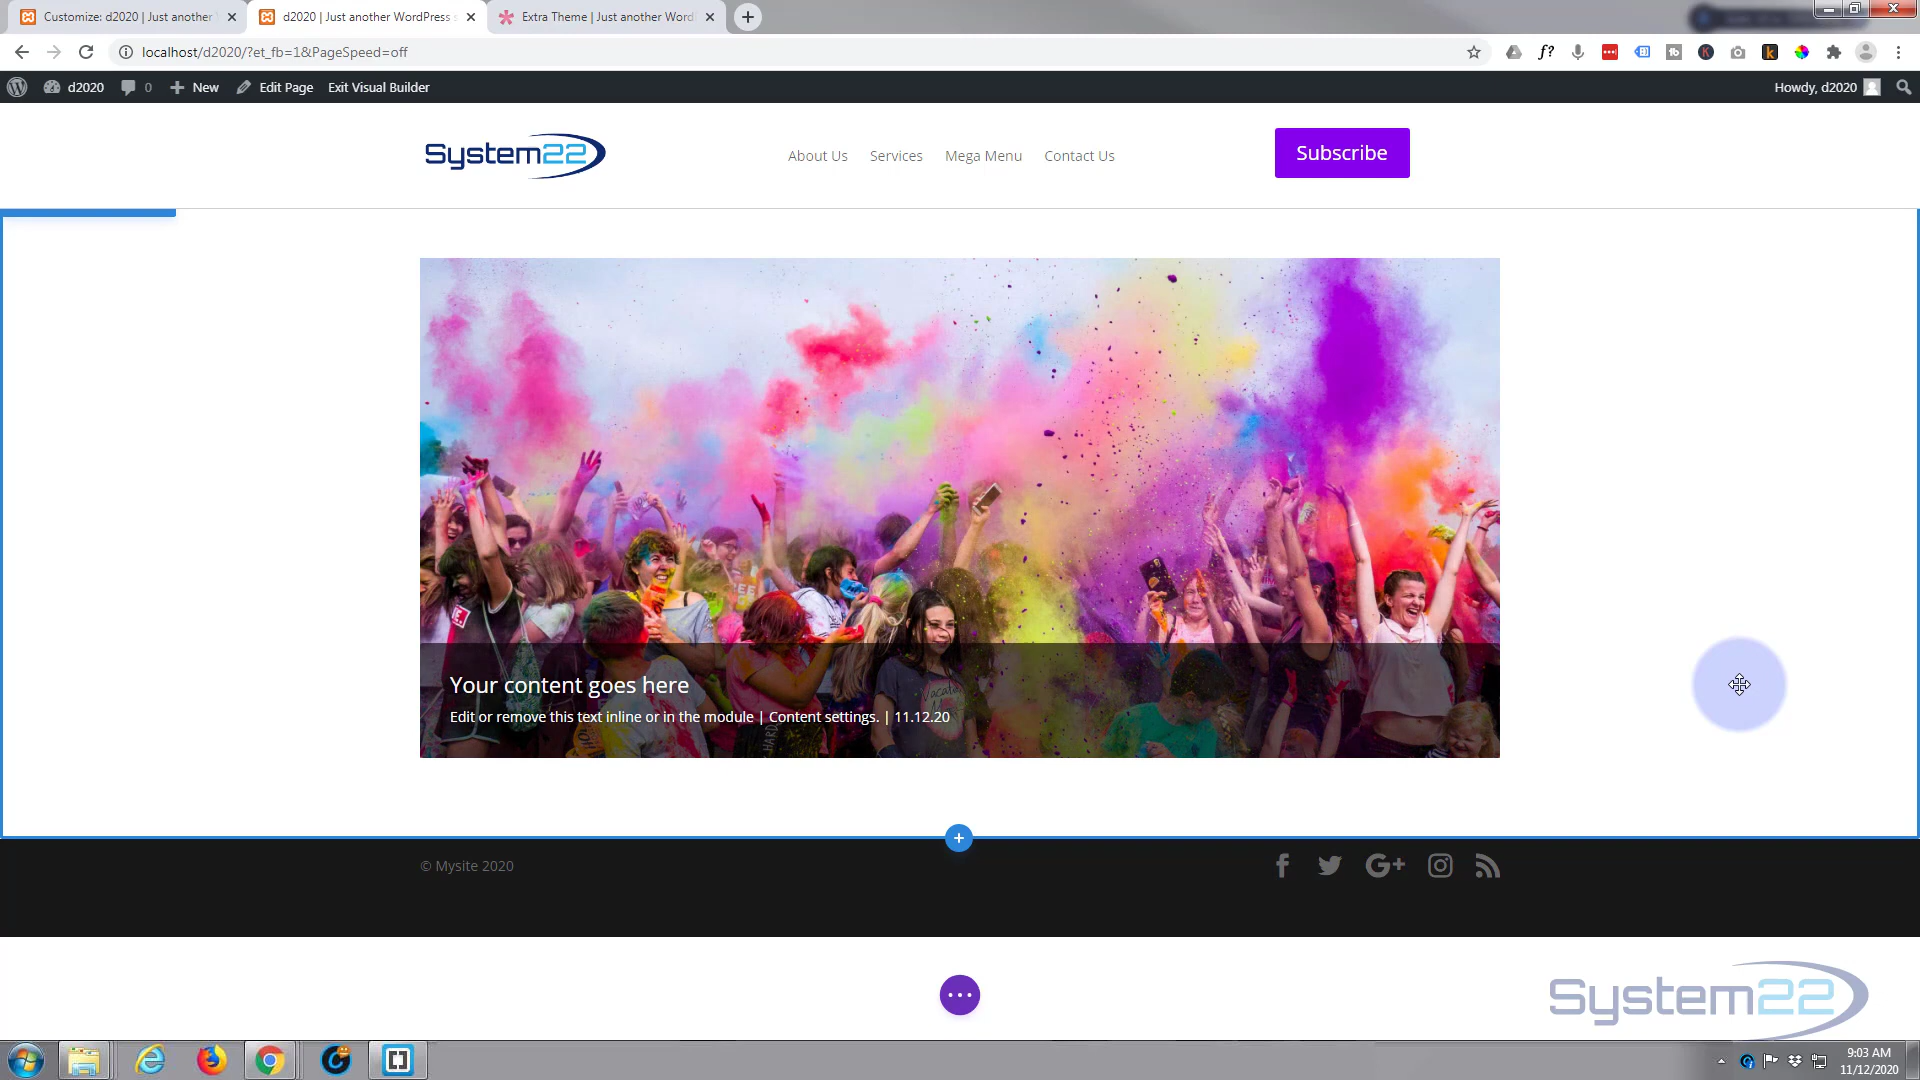 Customize: d2020 | Just another
d2020 | Just another WordPress s
Extra Theme | Just another Word
localhost/d2020/?et_fb=1&PageSpeed=off
d2020
0
New
Edit Page
Exit Visual Builder
Howdy, d2020
System22
About Us
Services
Mega Menu
Contact Us
Subscribe
Your content goes here
Edit or remove this text inline or in the module | Content settings. | 11.12.20
© Mysite 2020
System22
9:03 AM
11/12/2020